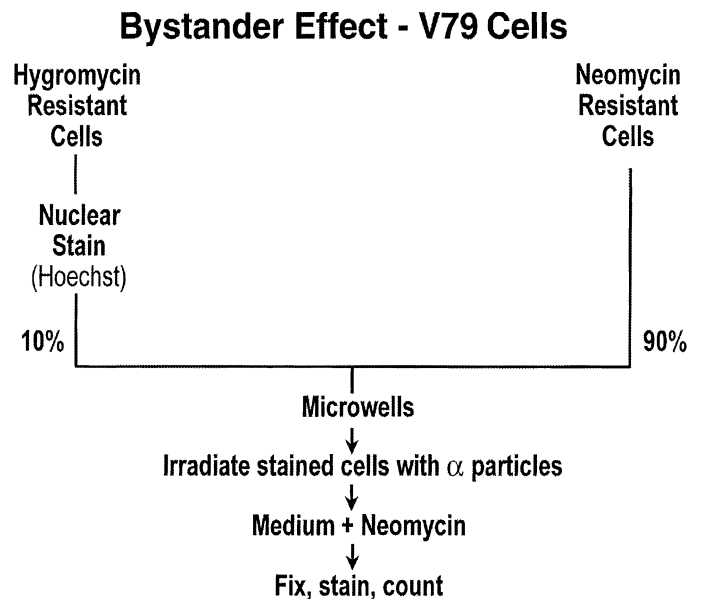 Bystander Effect - V79 Cells
Hygromycin
Resistant
Cells
Neomycin
Resistant
Cells
Nuclear
Stain
(Hoechst)
10%
90%
Microwells
Irradiate stained cells with α particles
Medium + Neomycin
Fix, stain, count